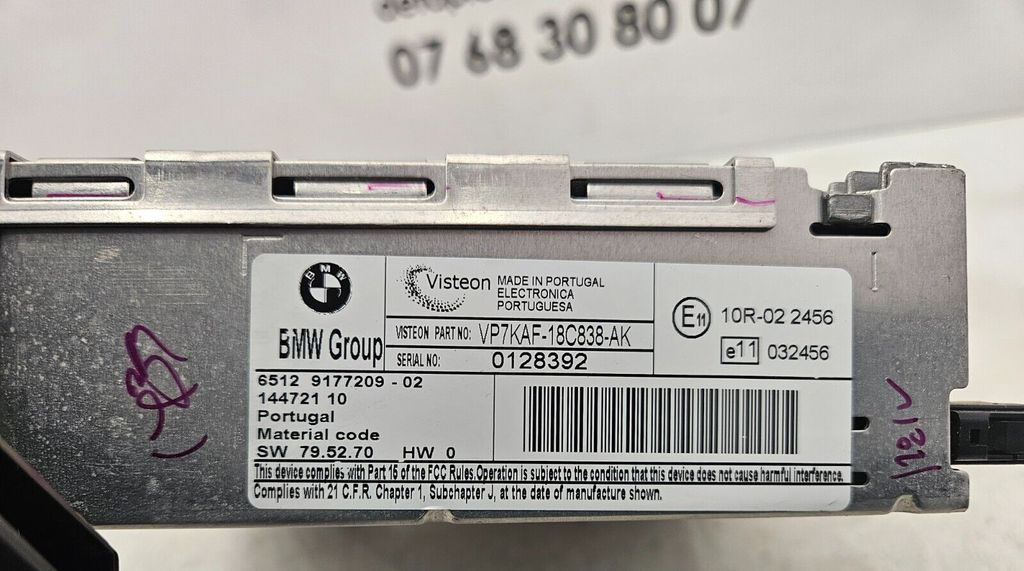 07 68 30 80 07
BMW
BMW Group
Visteon
MADE IN PORTUGAL
ELECTRONICA
PORTUGUESA
VISTEON PART NO: VP7KAF-18C838-AK
SERIAL NO: 0128392
E11 10R-02 2456
e11 032456
6512 9177209-02
144721 10
Portugal
Material code
SW 79.52.70 HW 0
This device complies with Part 15 of the FCC Rules.Operation is subject to the condition that this device does not cause harmful interference.
Complies with 21 C.F.R. Chapter 1, Subchapter J, at the date of manufacture shown.